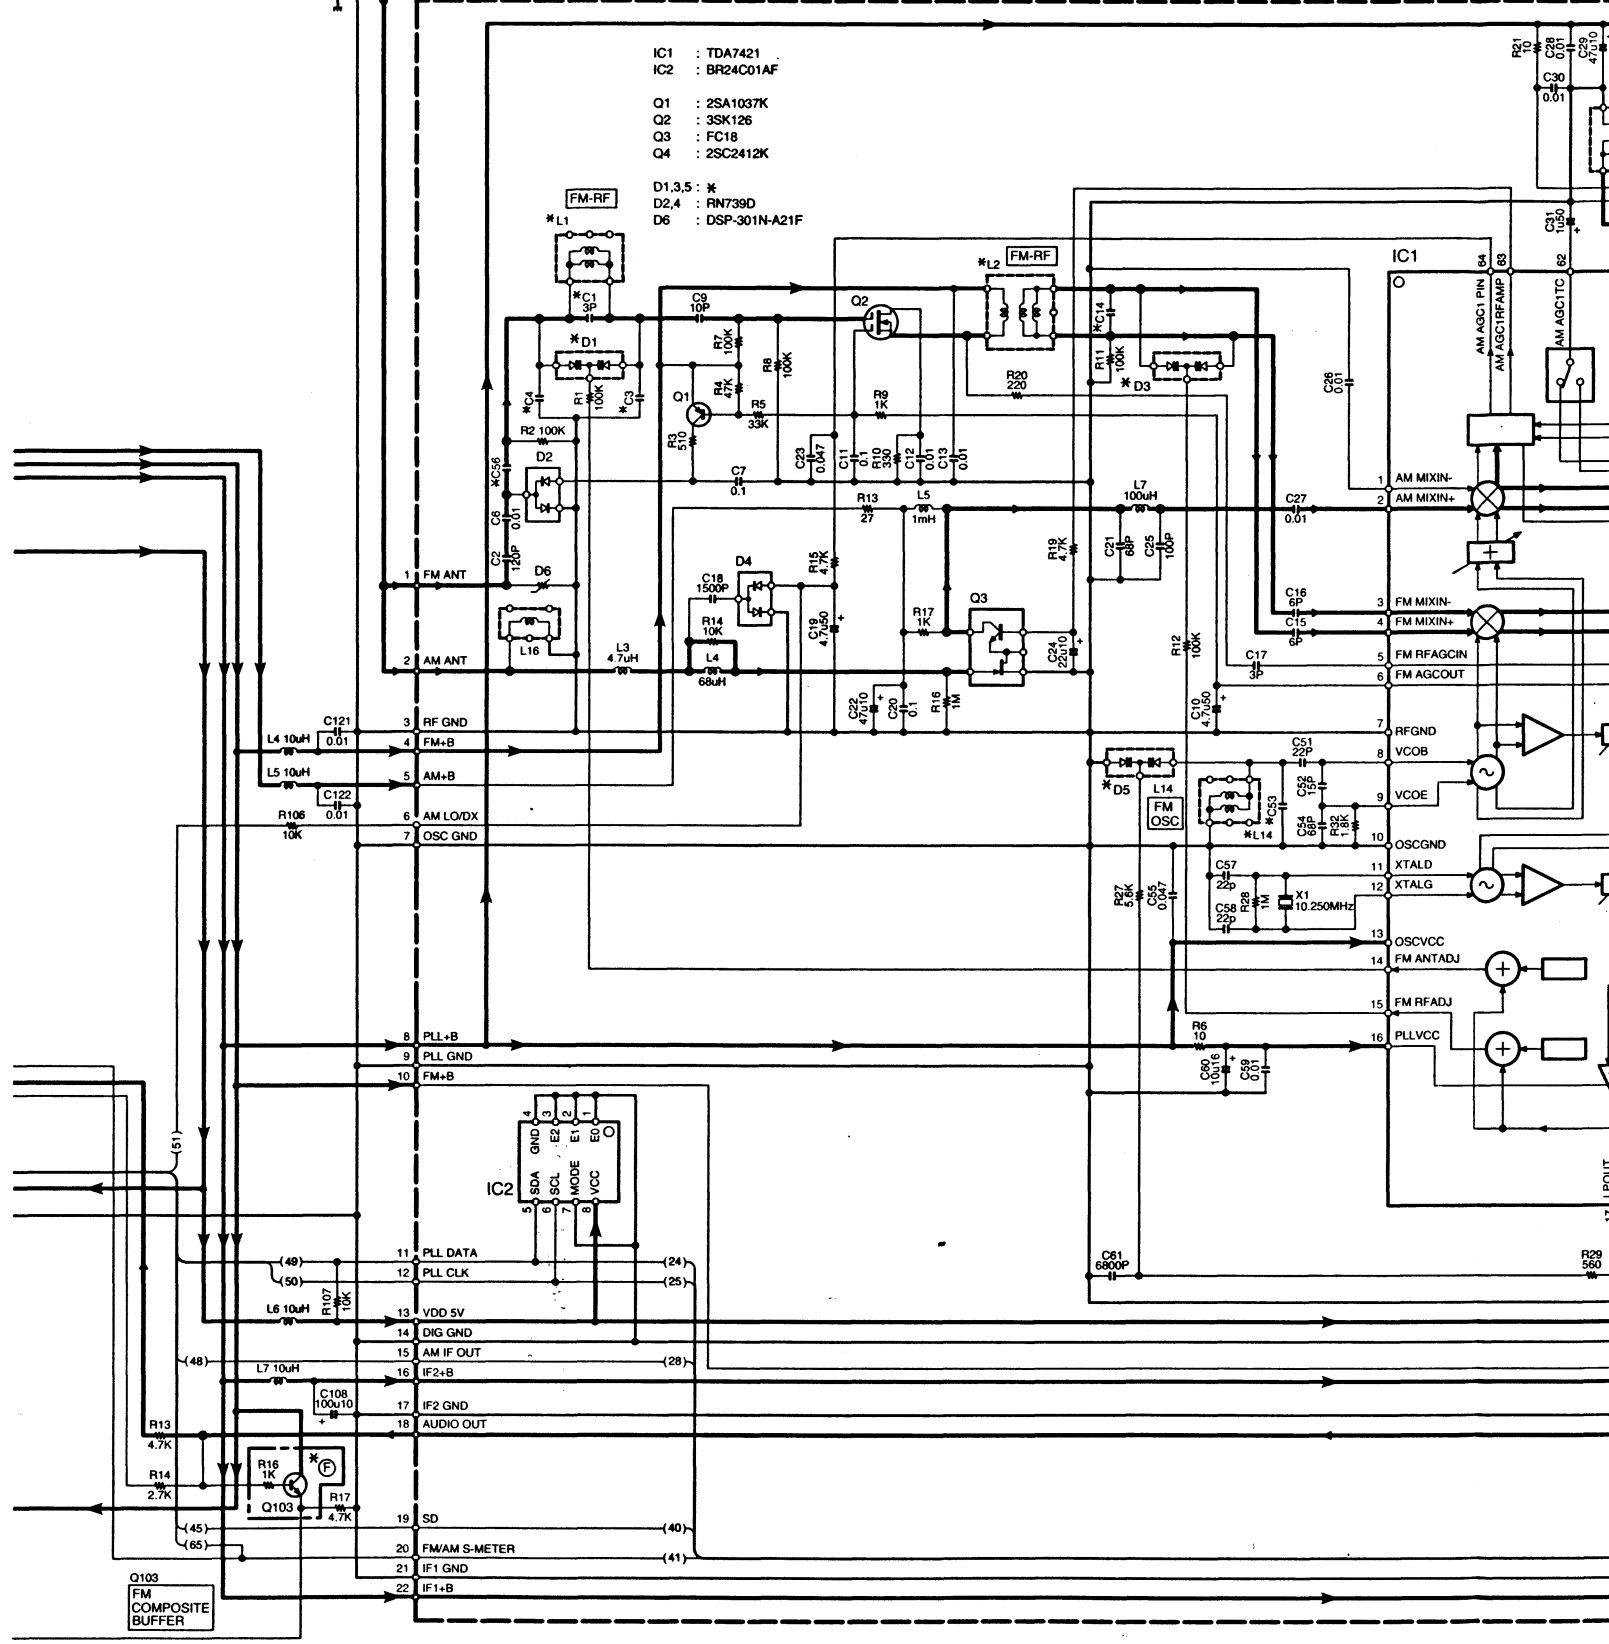 IC1 : TDA7421
IC2 : BR24C01AF
Q1 : 2SA1037K
Q2 : 3SK126
Q3 : FC18
Q4 : 2SC2412K
D1,3,5 : *
D2,4 : RN739D
D6 : DSP-301N-A21F
R21
10
C28
0.01
C29
47u10
C30
0.01
C31
1u50
+
FM-RF
*L1
*C1
3P
C9
10P
*D1
*C4
R1
100K
*C3
R2 100K
D2
*C56
C6
0.01
C2
120P
D6
L16
R7
100K
R4
47K
R8
100K
Q1
R3
510
R5
33K
C7
0.1
Q2
R9
1K
C23
0.047
C11
0.1
R10
330
C12
0.01
C13
0.01
*L2
FM-RF
*C14
R11
100K
*D3
R20
220
C26
0.01
IC1
64
63
62
AM AGC1 PIN
AM AGC1RFAMP
AM AGC1TC
R13
27
L5
1mH
L7
100uH
C21
68P
C25
100P
C27
0.01
R15
4.7K
R19
4.7K
D4
C18
1500P
R14
10K
L3
4.7uH
L4
68uH
C19
4.7u50
+
R17
1K
Q3
C24
22u10
+
C22
47u10
+
C20
0.1
R16
1M
R12
100K
C16
6P
C15
6P
C17
3P
C10
4.7u50
+
1 AM MIXIN-
2 AM MIXIN+
3 FM MIXIN-
4 FM MIXIN+
5 FM RFAGCIN
6 FM AGCOUT
7 RFGND
8 VCOB
9 VCOE
10 OSCGND
11 XTALD
12 XTALG
13 OSCVCC
14 FM ANTADJ
15 FM RFADJ
16 PLLVCC
17 LPOUT
*D5
L14
FM
OSC
*L14
*C53
C51
22P
C52
15P
C54
68P
R32
1.8K
C57
22p
C58
22p
R28
1M
X1
10.250MHz
R27
5.6K
C55
0.047
R6
10
C60
10u16
+
C59
0.01
C61
6800P
R29
560
1 FM ANT
2 AM ANT
3 RF GND
4 FM+B
5 AM+B
6 AM LO/DX
7 OSC GND
8 PLL+B
9 PLL GND
10 FM+B
11 PLL DATA
12 PLL CLK
13 VDD 5V
14 DIG GND
15 AM IF OUT
16 IF2+B
17 IF2 GND
18 AUDIO OUT
19 SD
20 FM/AM S-METER
21 IF1 GND
22 IF1+B
L4 10uH
C121
0.01
L5 10uH
C122
0.01
R106
10K
IC2
4 3 2 1
GND E2 E1 E0
SDA SCL MODE VCC
5 6 7 8
(51)
(49)
(50)
(24)
(25)
R107
10K
L6 10uH
(48)
(28)
L7 10uH
C108
100u10
+
R13
4.7K
R14
2.7K
R16
1K
*F
Q103
R17
4.7K
(45)
(65)
(40)
(41)
Q103
FM
COMPOSITE
BUFFER